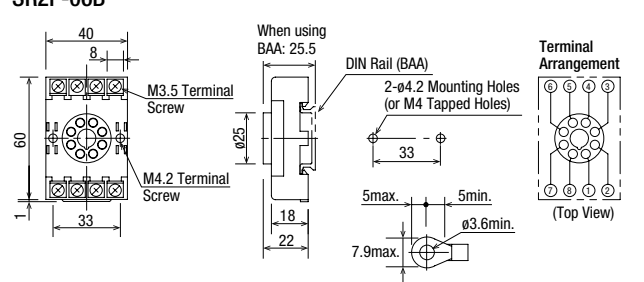 40
8
M3.5 Terminal
Screw
60
M4.2 Terminal
Screw
1
33
When using
BAA: 25.5
DIN Rail (BAA)
ø25
18
22
2-ø4.2 Mounting Holes
(or M4 Tapped Holes)
33
5max.
5min.
ø3.6min.
7.9max.
Terminal
Arrangement
6 5 4 3
7 8 1 2
(Top View)